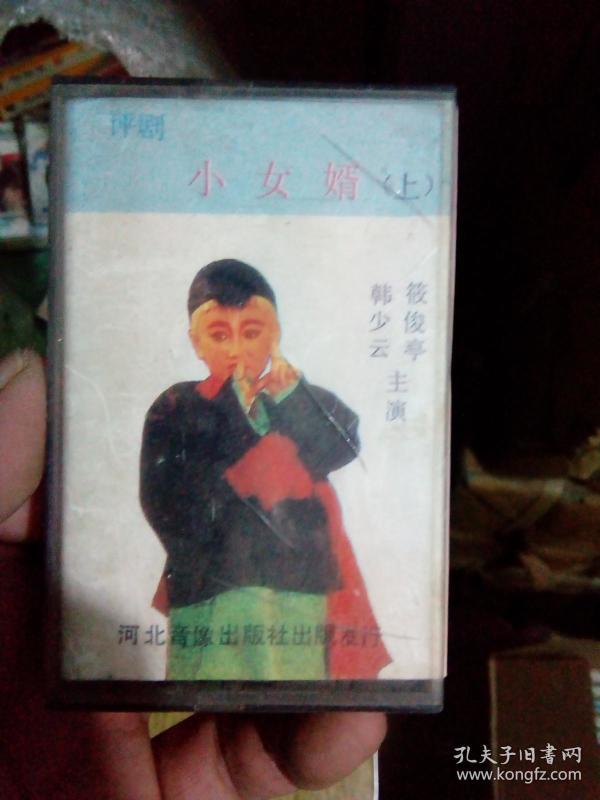 评剧
小女婿（上）
筱俊亭
韩少云
主演
河北音像出版社出版发行
孔夫子旧书网
www.kongfz.com